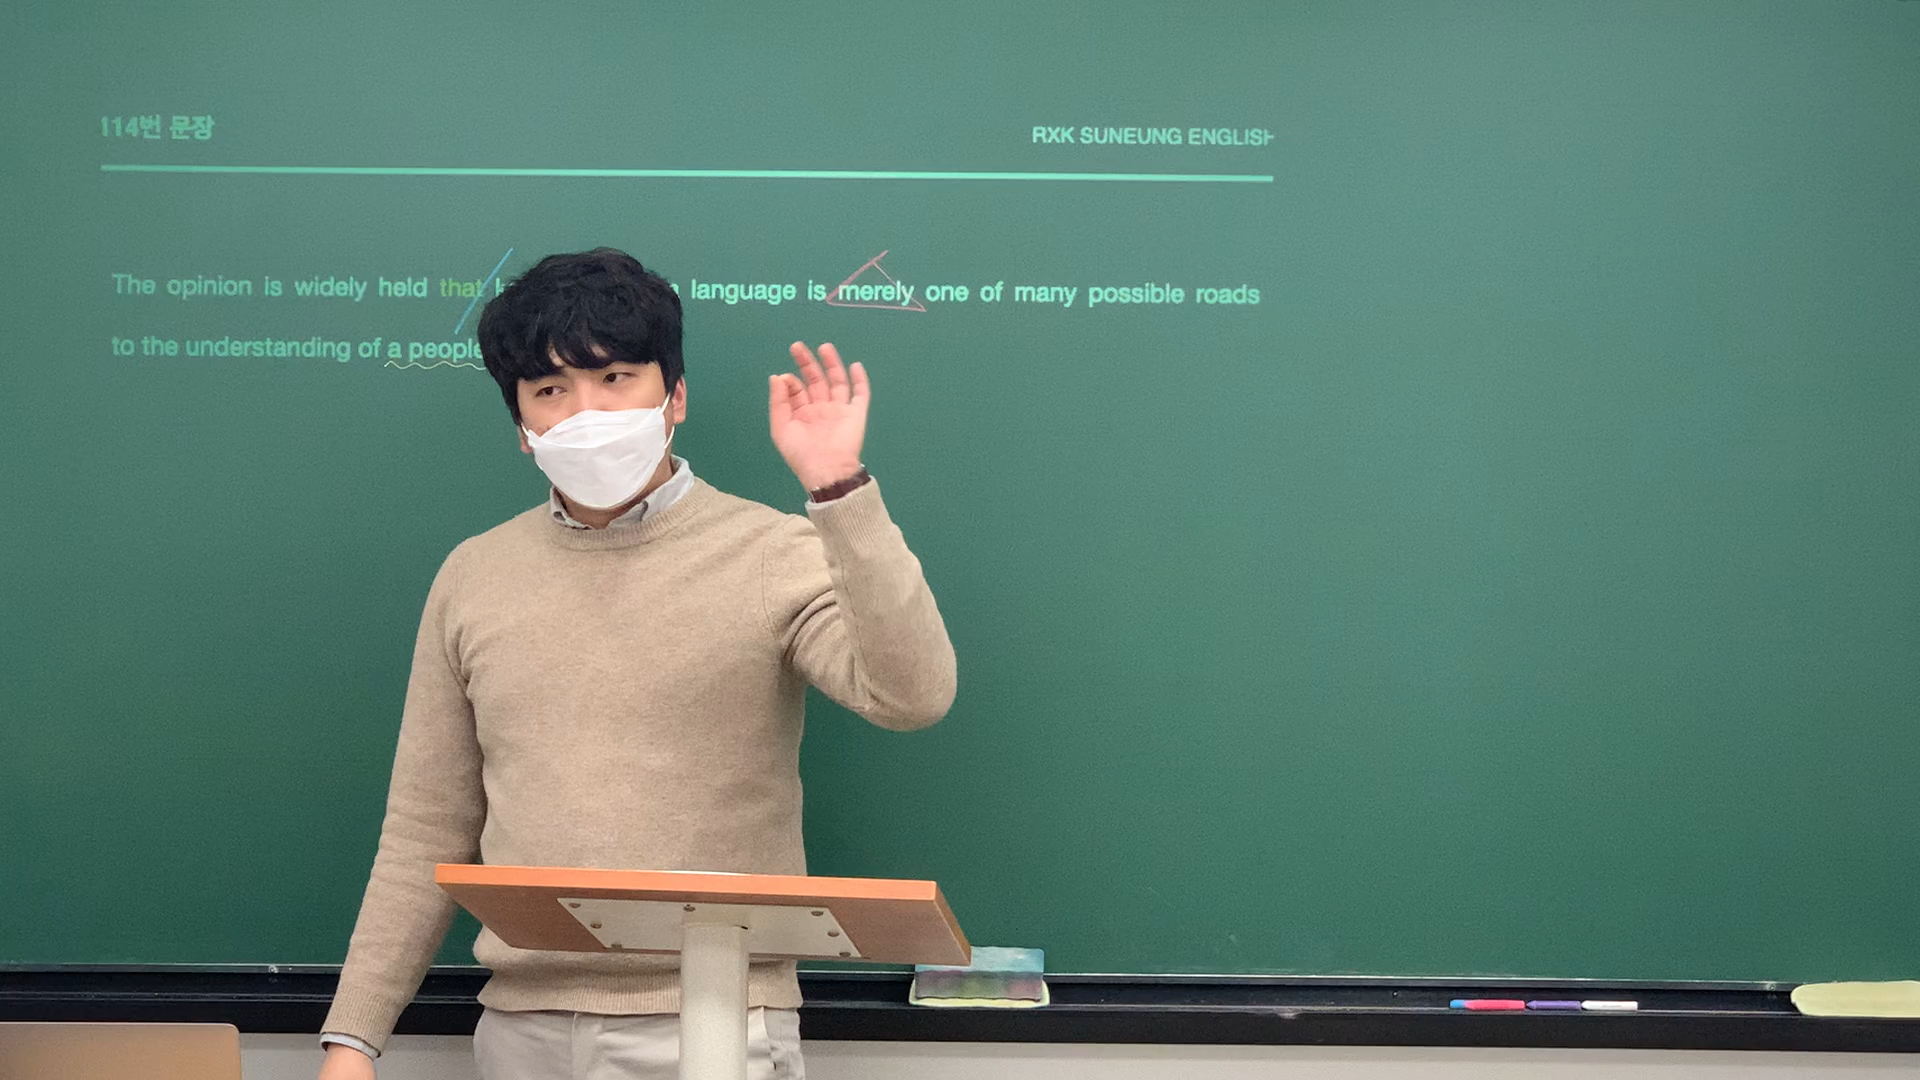 114번 문장
RXK SUNEUNG ENGLISH
The opinion is widely held that language is merely one of many possible roads
to the understanding of a people